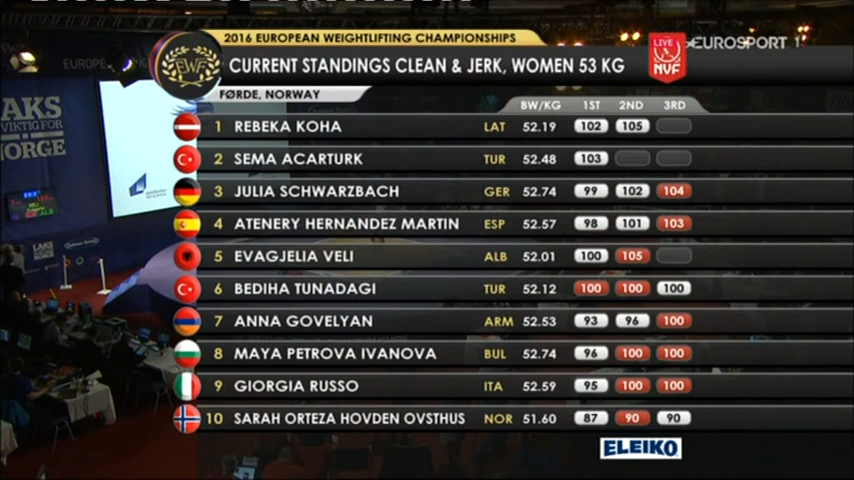 2016 EUROPEAN WEIGHTLIFTING CHAMPIONSHIPS
EWF CURRENT STANDINGS CLEAN & JERK, WOMEN 53 KG
LIVE NVF
EUROSPORT 1
FØRDE, NORWAY
BW/KG 1ST 2ND 3RD
1 REBEKA KOHA LAT 52.19 102 105
2 SEMA ACARTURK TUR 52.48 103
3 JULIA SCHWARZBACH GER 52.74 99 102 104
4 ATENERY HERNANDEZ MARTIN ESP 52.57 98 101 103
5 EVAGJELIA VELI ALB 52.01 100 105
6 BEDIHA TUNADAGI TUR 52.12 100 100 100
7 ANNA GOVELYAN ARM 52.53 93 96 100
8 MAYA PETROVA IVANOVA BUL 52.74 96 100 100
9 GIORGIA RUSSO ITA 52.59 95 100 100
10 SARAH ORTEZA HOVDEN OVSTHUS NOR 51.60 87 90 90
ELEIKO
LAKS
VIKTIG FOR
NORGE
LAKS